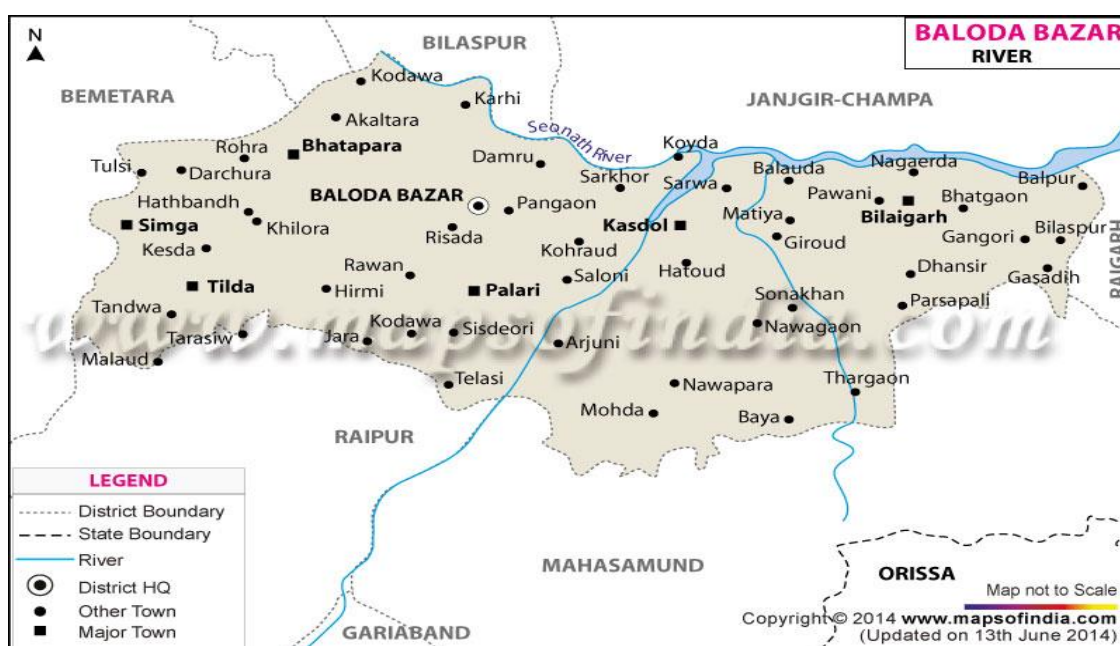 N
BALODA BAZAR
RIVER
BILASPUR
BEMETARA
JANJGIR-CHAMPA
Kodawa
Karhi
Akaltara
Seonath River
Rohra
Bhatapara
Koyda
Tulsi
Darchura
Damru
Balauda
Nagaerda
Sarkhor
Sarwa
Balpur
BALODA BAZAR
Pawani
Bhatgaon
Hathbandh
Pangaon
Bilaigarh
Simga
Khilora
Kasdol
Matiya
Risada
Giroud
Gangori
Bilaspur
Kesda
Kohraud
RAIGARH
Rawan
Saloni
Hatoud
Dhansir
Gasadih
Tilda
Hirmi
Palari
Sonakhan
Parsapali
www.mapsofindia.com
Tandwa
Kodawa
Sisdeori
Nawagaon
Tarasiw
Jara
Arjuni
Malaud
Telasi
Nawapara
Thargaon
Mohda
Baya
RAIPUR
LEGEND
District Boundary
State Boundary
River
District HQ
Other Town
Major Town
MAHASAMUND
GARIABAND
ORISSA
Map not to Scale
Copyright © 2014 www.mapsofindia.com
(Updated on 13th June 2014)